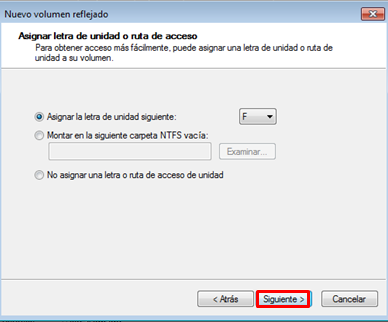 Nuevo volumen reflejado
Asignar letra de unidad o ruta de acceso
Para obtener acceso más fácilmente, puede asignar una letra de unidad o ruta de
unidad a su volumen.
Asignar la letra de unidad siguiente: F
Montar en la siguiente carpeta NTFS vacía:
Examinar...
No asignar una letra o ruta de acceso de unidad
< Atrás Siguiente > Cancelar